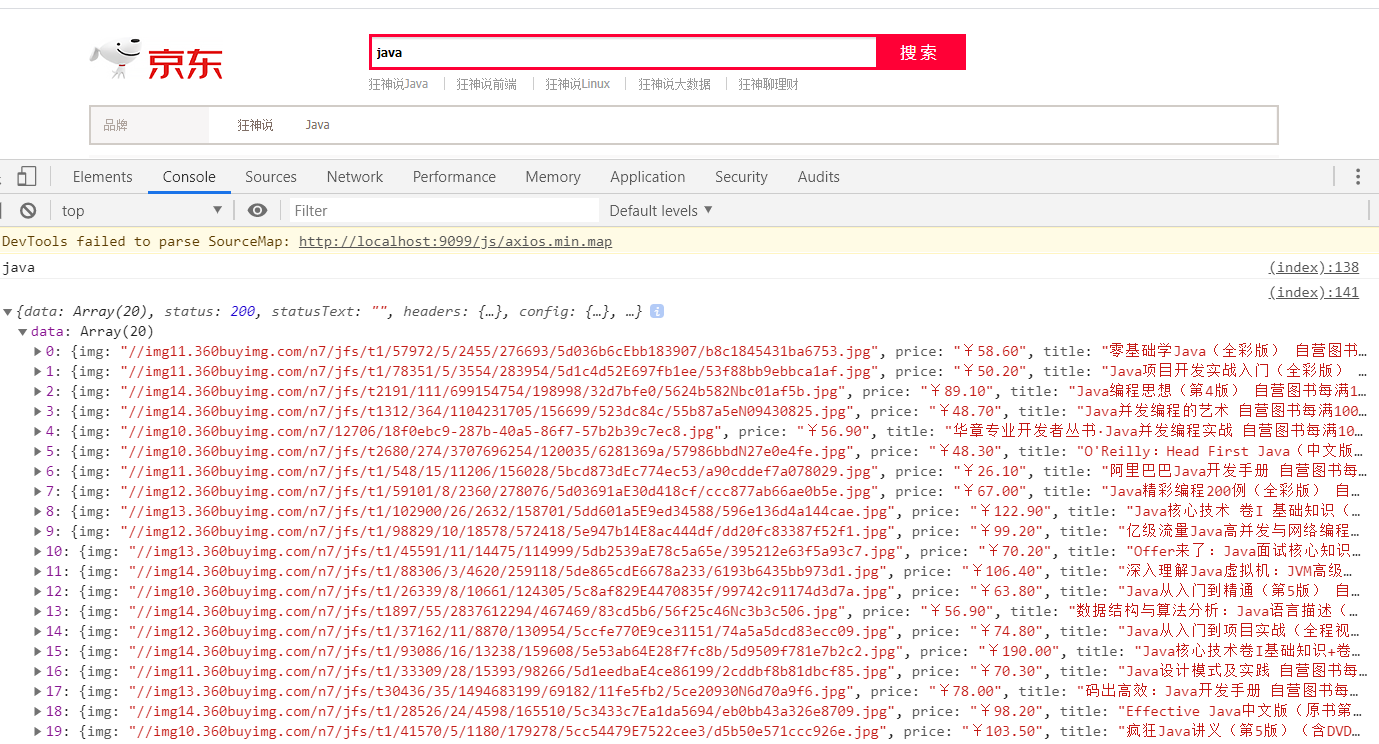 京东
java
搜索
狂神说Java 狂神说前端 狂神说Linux 狂神说大数据 狂神聊理财
品牌 狂神说 Java
Elements Console Sources Network Performance Memory Application Security Audits
top Filter Default levels
DevTools failed to parse SourceMap: http://localhost:9099/js/axios.min.map
java (index):138
(index):141
{data: Array(20), status: 200, statusText: "", headers: {…}, config: {…}, …}
data: Array(20)
0: {img: "//img11.360buyimg.com/n7/jfs/t1/57972/5/2455/276693/5d036b6cEbb183907/b8c1845431ba6753.jpg", price: "￥58.60", title: "零基础学Java（全彩版） 自营图书…
1: {img: "//img11.360buyimg.com/n7/jfs/t1/78351/5/3554/283954/5d1c4d52E697fb1ee/53f88bb9ebbca1af.jpg", price: "￥50.20", title: "Java项目开发实战入门（全彩版） …
2: {img: "//img14.360buyimg.com/n7/jfs/t2191/111/699154754/198998/32d7bfe0/5624b582Nbc01af5b.jpg", price: "￥89.10", title: "Java编程思想（第4版） 自营图书每满1…
3: {img: "//img14.360buyimg.com/n7/jfs/t1312/364/1104231705/156699/523dc84c/55b87a5eN09430825.jpg", price: "￥48.70", title: "Java并发编程的艺术 自营图书每满100…
4: {img: "//img10.360buyimg.com/n7/12706/18f0ebc9-287b-40a5-86f7-57b2b39c7ec8.jpg", price: "￥56.90", title: "华章专业开发者丛书·Java并发编程实战 自营图书每满10…
5: {img: "//img10.360buyimg.com/n7/jfs/t2680/274/3707696254/120035/6281369a/57986bbdN27e0e4fe.jpg", price: "￥48.30", title: "O'Reilly：Head First Java（中文版…
6: {img: "//img11.360buyimg.com/n7/jfs/t1/548/15/11206/156028/5bcd873dEc774ec53/a90cddef7a078029.jpg", price: "￥26.10", title: "阿里巴巴Java开发手册 自营图书每…
7: {img: "//img12.360buyimg.com/n7/jfs/t1/59101/8/2360/278076/5d03691aE30d418cf/ccc877ab66ae0b5e.jpg", price: "￥67.00", title: "Java精彩编程200例（全彩版） 自…
8: {img: "//img13.360buyimg.com/n7/jfs/t1/102900/26/2632/158701/5dd601a5E9ed34588/596e136d4a144cae.jpg", price: "￥122.90", title: "Java核心技术 卷I 基础知识（…
9: {img: "//img12.360buyimg.com/n7/jfs/t1/98829/10/18578/572418/5e947b14E8ac444df/dd20fc83387f52f1.jpg", price: "￥99.20", title: "亿级流量Java高并发与网络编程…
10: {img: "//img13.360buyimg.com/n7/jfs/t1/45591/11/14475/114999/5db2539aE78c5a65e/395212e63f5a93c7.jpg", price: "￥70.20", title: "Offer来了：Java面试核心知识…
11: {img: "//img14.360buyimg.com/n7/jfs/t1/88306/3/4620/259118/5de865cdE6678a233/6193b6435bb973d1.jpg", price: "￥106.40", title: "深入理解Java虚拟机：JVM高级…
12: {img: "//img10.360buyimg.com/n7/jfs/t1/26339/8/10661/124305/5c8af829E4470835f/99742c91174d3d7a.jpg", price: "￥63.80", title: "Java从入门到精通（第5版） 自…
13: {img: "//img14.360buyimg.com/n7/jfs/t1897/55/2837612294/467469/83cd5b6/56f25c46Nc3b3c506.jpg", price: "￥56.90", title: "数据结构与算法分析：Java语言描述（…
14: {img: "//img12.360buyimg.com/n7/jfs/t1/37162/11/8870/130954/5ccfe770E9ce31151/74a5a5dcd83ecc09.jpg", price: "￥74.80", title: "Java从入门到项目实战（全程视…
15: {img: "//img14.360buyimg.com/n7/jfs/t1/93086/16/13238/159608/5e53ab64E28f7fc8b/5d9509f781e7b2c2.jpg", price: "￥190.00", title: "Java核心技术卷I基础知识+卷…
16: {img: "//img11.360buyimg.com/n7/jfs/t1/33309/28/15393/98266/5d1eedbaE4ce86199/2cddbf8b81dbcf85.jpg", price: "￥70.30", title: "Java设计模式及实践 自营图书每…
17: {img: "//img13.360buyimg.com/n7/jfs/t30436/35/1494683199/69182/11fe5fb2/5ce20930N6d70a9f6.jpg", price: "￥78.00", title: "码出高效：Java开发手册 自营图书每…
18: {img: "//img14.360buyimg.com/n7/jfs/t1/28526/24/4598/165510/5c3433c7Ea1da5694/eb0bb43a326e8709.jpg", price: "￥98.20", title: "Effective Java中文版（原书第…
19: {img: "//img10.360buyimg.com/n7/jfs/t1/41570/5/1180/179278/5cc54479E7522cee3/d5b50e571ccc926e.jpg", price: "￥103.50", title: "疯狂Java讲义（第5版）（含DVD…